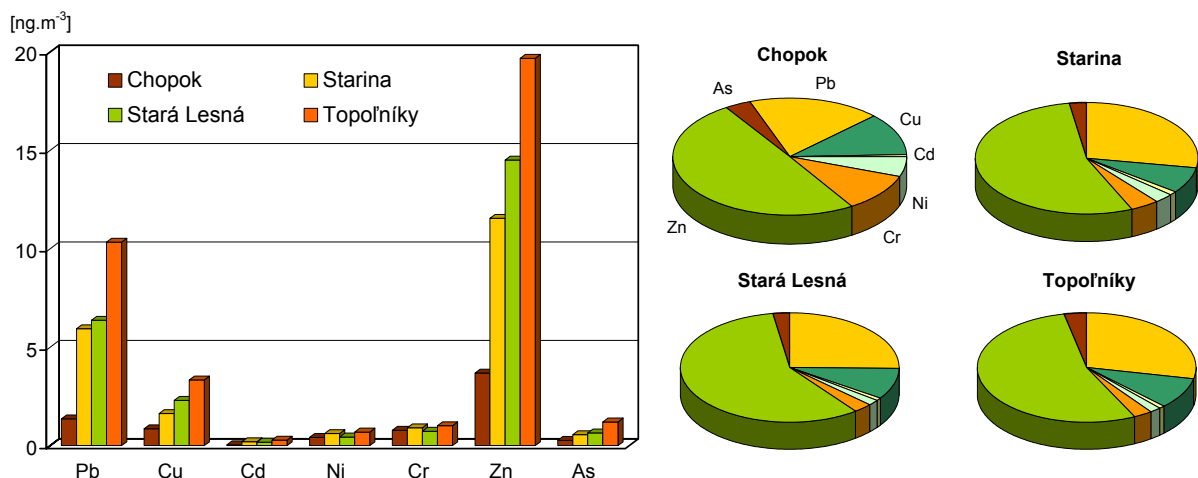 [ng.m-3]
20
15
10
5
0
Chopok
Starina
Stará Lesná
Topoľníky
Pb Cu Cd Ni Cr Zn As
Chopok
As
Pb
Cu
Cd
Ni
Cr
Zn
Starina
Stará Lesná
Topoľníky